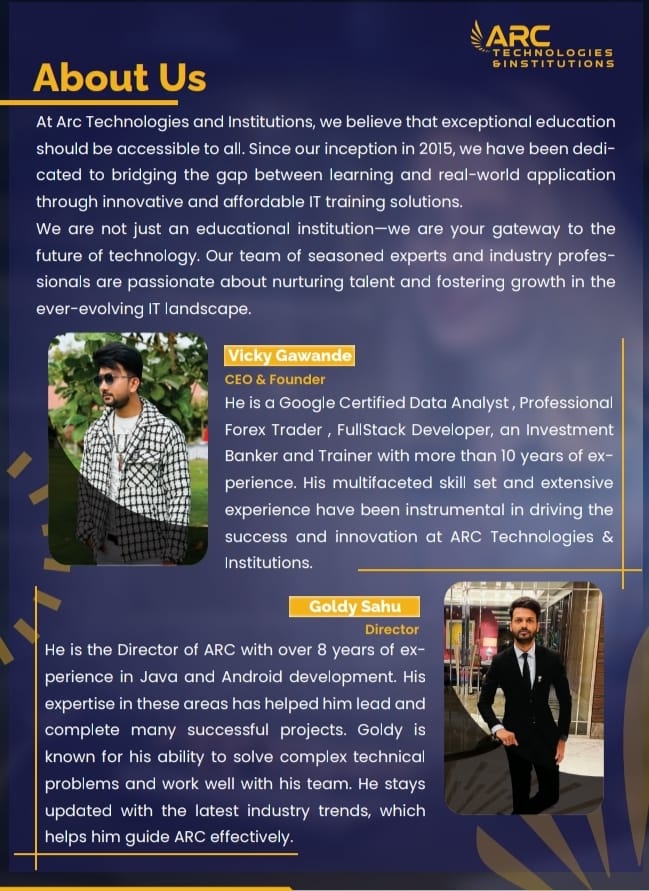 ARC
TECHNOLOGIES
&INSTITUTIONS
About Us
At Arc Technologies and Institutions, we believe that exceptional education
should be accessible to all. Since our inception in 2015, we have been dedi-
cated to bridging the gap between learning and real-world application
through innovative and affordable IT training solutions.
We are not just an educational institution—we are your gateway to the
future of technology. Our team of seasoned experts and industry profes-
sionals are passionate about nurturing talent and fostering growth in the
ever-evolving IT landscape.
Vicky Gawande
CEO & Founder
He is a Google Certified Data Analyst , Professional
Forex Trader , FullStack Developer, an Investment
Banker and Trainer with more than 10 years of ex-
perience. His multifaceted skill set and extensive
experience have been instrumental in driving the
success and innovation at ARC Technologies &
Institutions.
Goldy Sahu
Director
He is the Director of ARC with over 8 years of ex-
perience in Java and Android development. His
expertise in these areas has helped him lead and
complete many successful projects. Goldy is
known for his ability to solve complex technical
problems and work well with his team. He stays
updated with the latest industry trends, which
helps him guide ARC effectively.